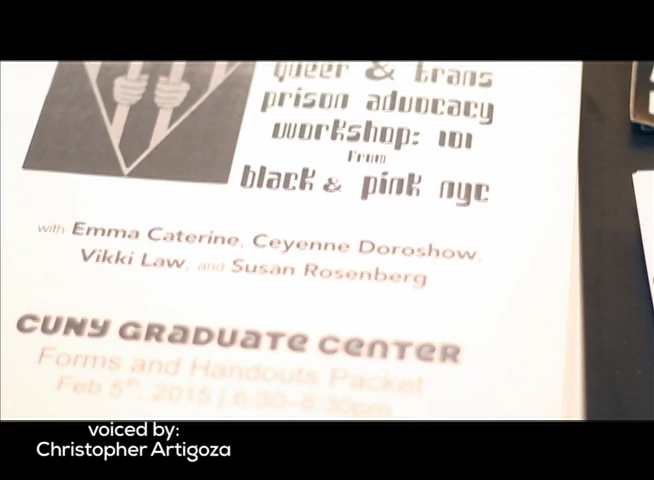 queer & trans
prison advocacy
workshop: 101
from
black & pink nyc
with Emma Caterine, Ceyenne Doroshow,
Vikki Law, and Susan Rosenberg
CUNY GRADUATE CENTER
Forms and Handouts Packet
Feb 5th, 2015 | 6:30–8:30pm
voiced by:
Christopher Artigoza